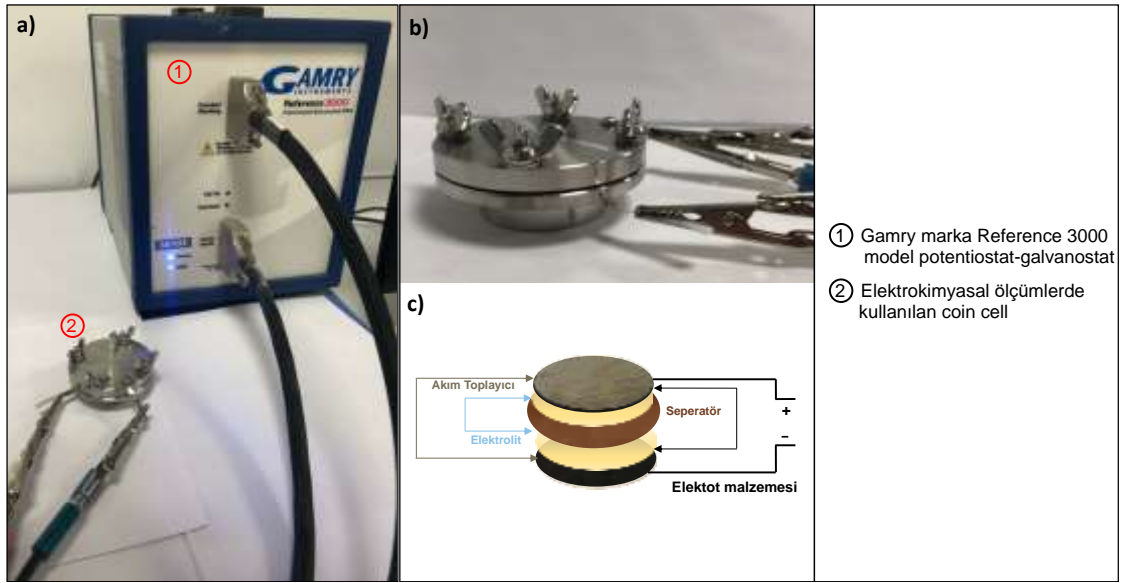 a)
1
GAMRY
INSTRUMENTS
Reference 3000
2
b)
c)
Akım Toplayıcı
Elektrolit
Seperatör
+
–
Elektot malzemesi
1 Gamry marka Reference 3000
model potentiostat-galvanostat
2 Elektrokimyasal ölçümlerde
kullanılan coin cell